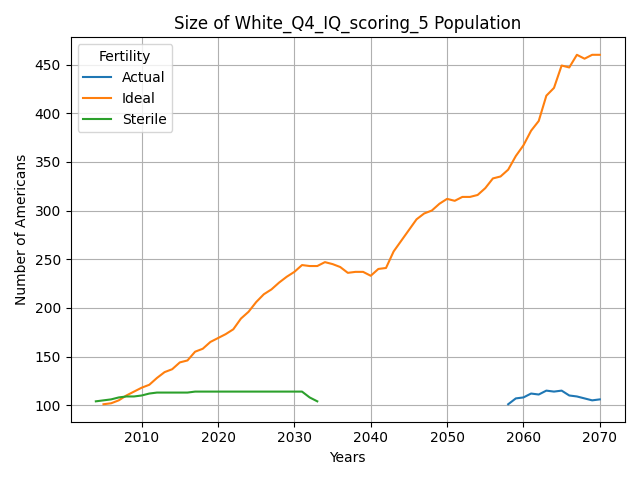 Size of White_Q4_IQ_scoring_5 Population
Fertility
Actual
Ideal
Sterile
Number of Americans
450
400
350
300
250
200
150
100
2010 2020 2030 2040 2050 2060 2070
Years